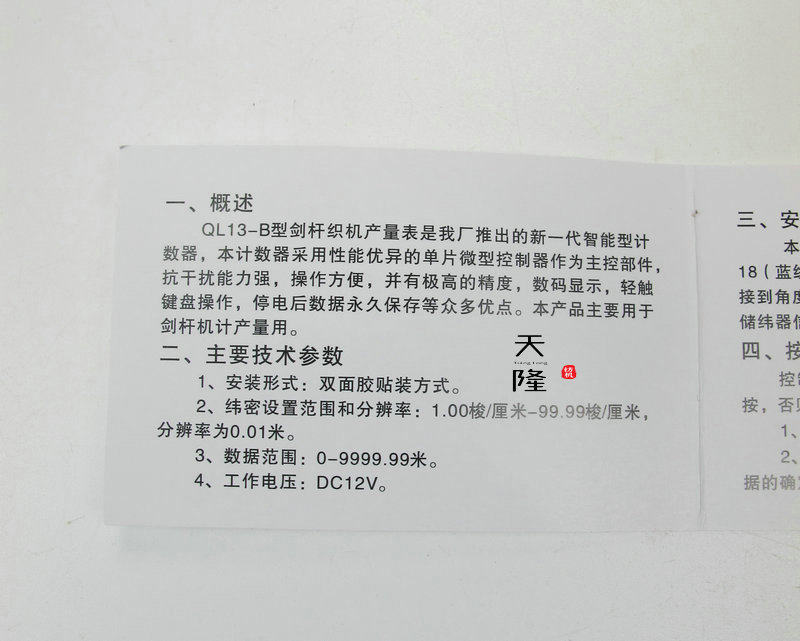 一、概述
QL13-B型剑杆织机产量表是我厂推出的新一代智能型计
数器，本计数器采用性能优异的单片微型控制器作为主控部件，
抗干扰能力强，操作方便，并有极高的精度，数码显示，轻触
键盘操作，停电后数据永久保存等众多优点。本产品主要用于
剑杆机计产量用。
二、主要技术参数
1、安装形式：双面胶贴装方式。
2、纬密设置范围和分辨率：1.00梭/厘米-99.99梭/厘米，
分辨率为0.01米。
3、数据范围：0-9999.99米。
4、工作电压：DC12V。
天
隆
纺机
三、安
本
18（蓝线
接到角度
储纬器信
四、按
控制
按，否则
1、
2、
据的确定